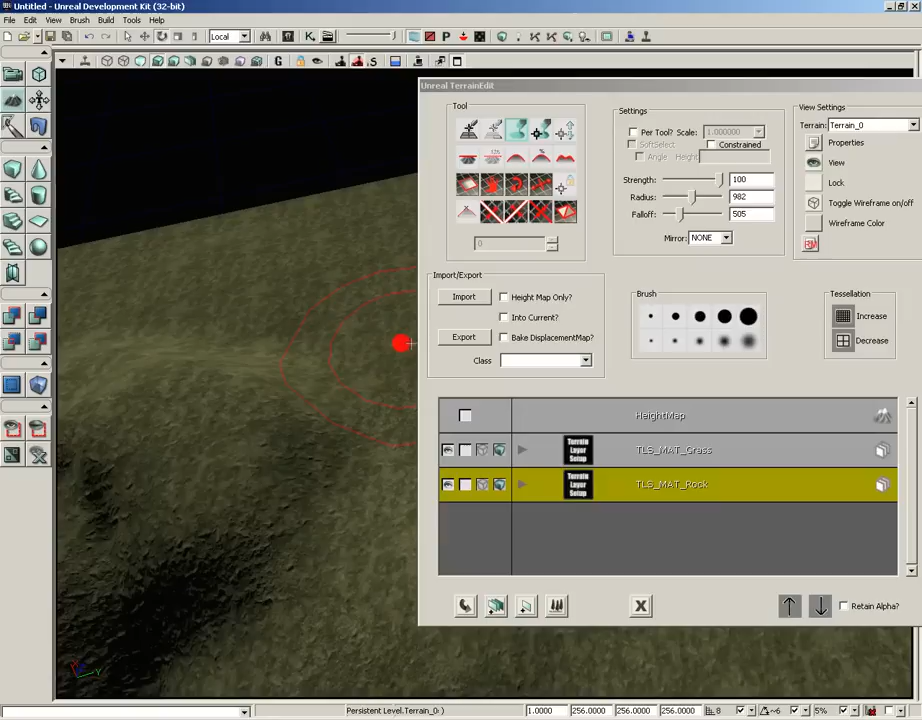 Untitled - Unreal Development Kit (32-bit)
File Edit View Brush Build Tools Help
Local
Unreal TerrainEdit
Tool
Settings
View Settings
Per Tool? Scale: 1.000000
SoftSelect
Constrained
Angle Height
Terrain: Terrain_0
Properties
View
Lock
Toggle Wireframe on/off
Wireframe Color
Strength: 100
Radius: 982
Falloff: 505
Mirror: NONE
0
Import/Export
Import
Height Map Only?
Into Current?
Export
Bake DisplacementMap?
Class
Brush
Tessellation
Increase
Decrease
HeightMap
Terrain Layer Setup
TLS_MAT_Grass
Terrain Layer Setup
TLS_MAT_Rock
X
Retain Alpha?
Z
Y
Persistent Level.Terrain_0( )
1.0000 256.0000 256.0000 256.0000 8 ~6 5%